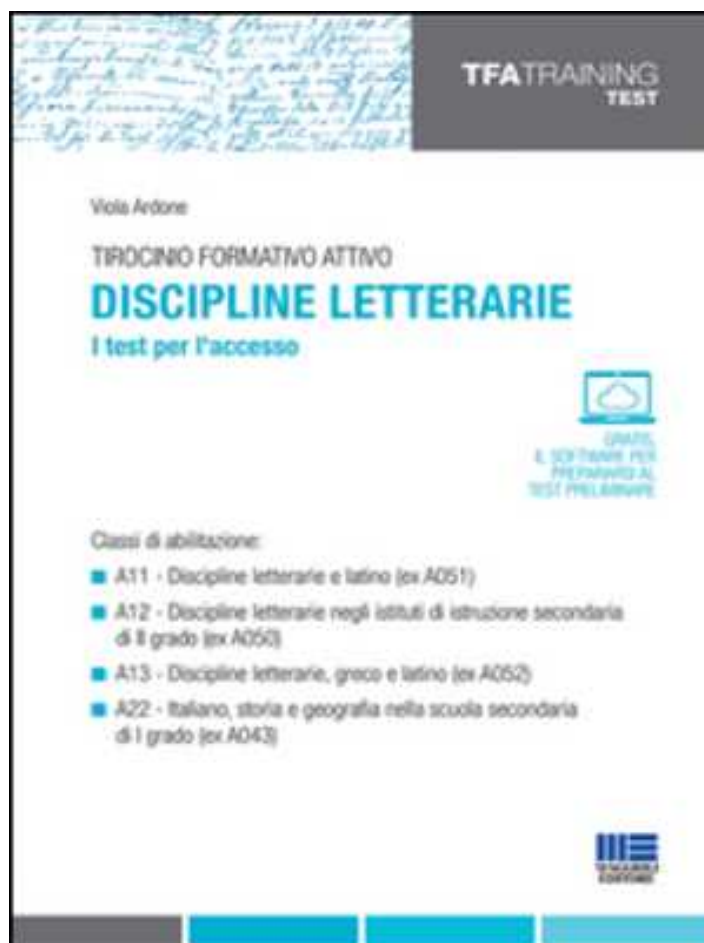 TFATRAINING
TEST
Viola Ardone
TIROCINIO FORMATIVO ATTIVO
DISCIPLINE LETTERARIE
I test per l'accesso
GRATIS,
IL SOFTWARE PER
PREPARARSI AL
TEST PRELIMINARE
Classi di abilitazione:
A11 - Discipline letterarie e latino (ex A051)
A12 - Discipline letterarie negli istituti di istruzione secondaria
di II grado (ex A050)
A13 - Discipline letterarie, greco e latino (ex A052)
A22 - Italiano, storia e geografia nella scuola secondaria
di I grado (ex A043)
EDITORE